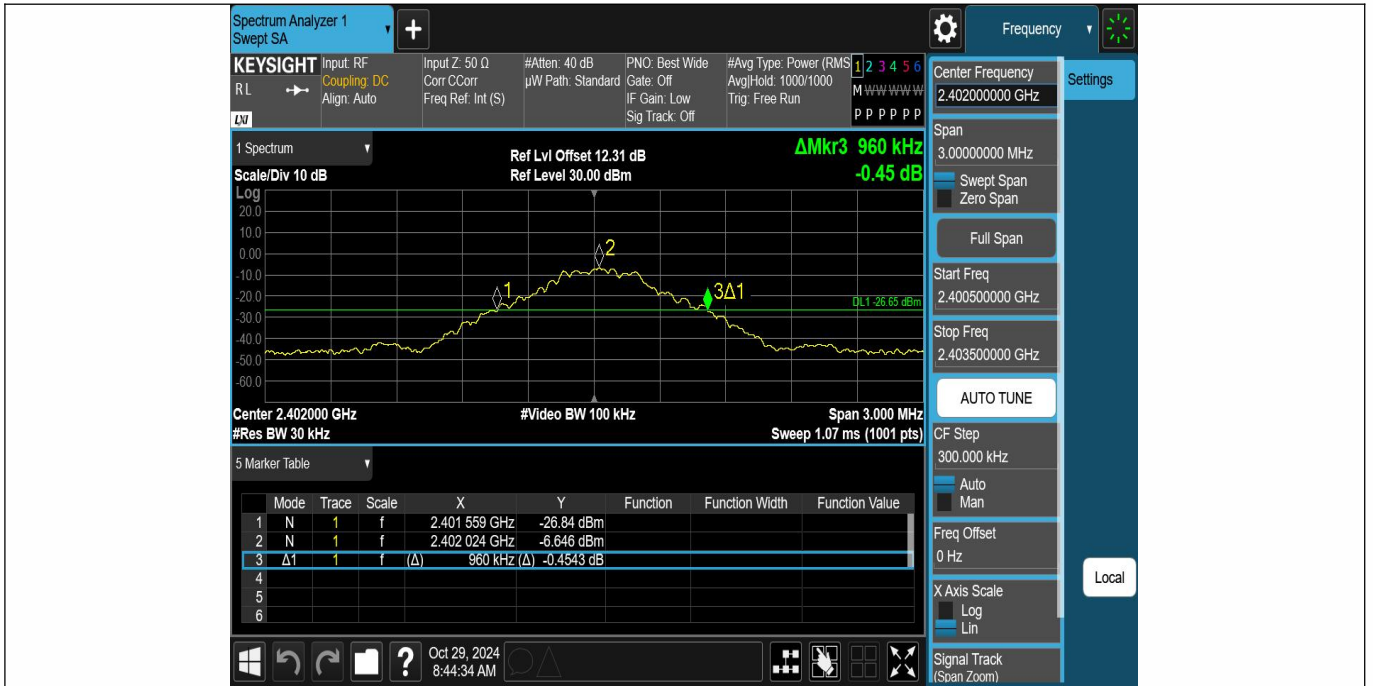 Spectrum Analyzer 1
Swept SA
+
Frequency
KEYSIGHT
RL
LXI
Input: RF
Coupling: DC
Align: Auto
Input Z: 50 Ω
Corr CCorr
Freq Ref: Int (S)
#Atten: 40 dB
µW Path: Standard
PNO: Best Wide
Gate: Off
IF Gain: Low
Sig Track: Off
#Avg Type: Power (RMS
Avg|Hold: 1000/1000
Trig: Free Run
1 2 3 4 5 6
M W W W W W
P P P P P P
1 Spectrum
Scale/Div 10 dB
Ref Lvl Offset 12.31 dB
Ref Level 30.00 dBm
ΔMkr3 960 kHz
-0.45 dB
Log
20.0
10.0
0.00
-10.0
-20.0
-30.0
-40.0
-50.0
-60.0
1
2
3Δ1
DL1 -26.65 dBm
Center 2.402000 GHz
#Video BW 100 kHz
Span 3.000 MHz
#Res BW 30 kHz
Sweep 1.07 ms (1001 pts)
5 Marker Table
Mode Trace Scale X Y Function Function Width Function Value
1 N 1 f 2.401 559 GHz -26.84 dBm
2 N 1 f 2.402 024 GHz -6.646 dBm
3 Δ1 1 f (Δ) 960 kHz (Δ) -0.4543 dB
4
5
6
?
Oct 29, 2024
8:44:34 AM
Center Frequency
2.402000000 GHz
Span
3.00000000 MHz
Swept Span
Zero Span
Full Span
Start Freq
2.400500000 GHz
Stop Freq
2.403500000 GHz
AUTO TUNE
CF Step
300.000 kHz
Auto
Man
Freq Offset
0 Hz
X Axis Scale
Log
Lin
Signal Track
(Span Zoom)
Settings
Local